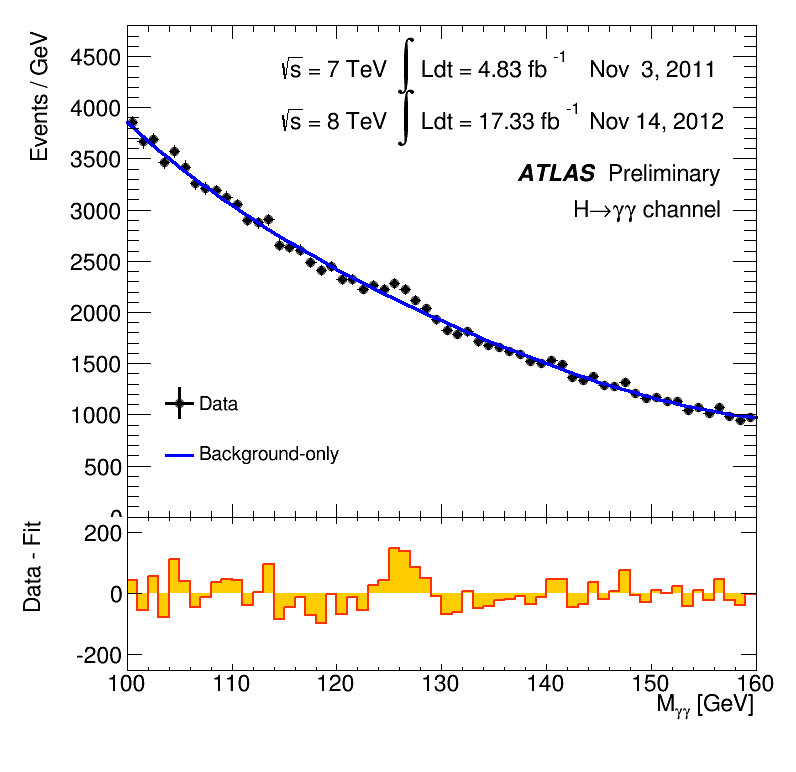 Events / GeV
4500
4000
3500
3000
2500
2000
1500
1000
500
0
√s = 7 TeV ∫ Ldt = 4.83 fb⁻¹ Nov 3, 2011
√s = 8 TeV ∫ Ldt = 17.33 fb⁻¹ Nov 14, 2012
ATLAS Preliminary
H→γγ channel
Data
Background-only
Data - Fit
200
0
-200
100 110 120 130 140 150 160
Mγγ [GeV]